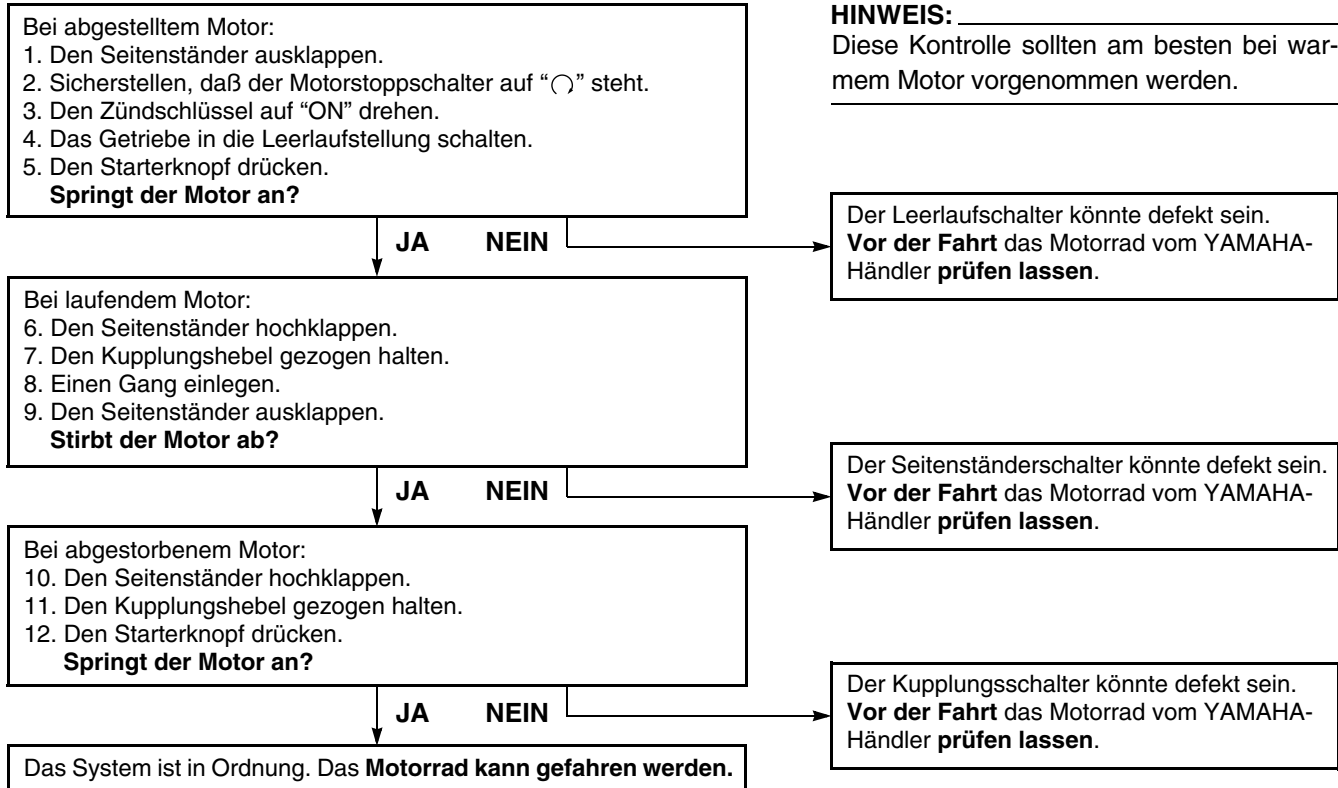 Bei abgestelltem Motor:
1. Den Seitenständer ausklappen.
2. Sicherstellen, daß der Motorstoppschalter auf “” steht.
3. Den Zündschlüssel auf “ON” drehen.
4. Das Getriebe in die Leerlaufstellung schalten.
5. Den Starterknopf drücken.
Springt der Motor an?
HINWEIS:
Diese Kontrolle sollten am besten bei war-
mem Motor vorgenommen werden.
JA NEIN
Der Leerlaufschalter könnte defekt sein.
Vor der Fahrt das Motorrad vom YAMAHA-
Händler prüfen lassen.
Bei laufendem Motor:
6. Den Seitenständer hochklappen.
7. Den Kupplungshebel gezogen halten.
8. Einen Gang einlegen.
9. Den Seitenständer ausklappen.
Stirbt der Motor ab?
JA NEIN
Der Seitenständerschalter könnte defekt sein.
Vor der Fahrt das Motorrad vom YAMAHA-
Händler prüfen lassen.
Bei abgestorbenem Motor:
10. Den Seitenständer hochklappen.
11. Den Kupplungshebel gezogen halten.
12. Den Starterknopf drücken.
Springt der Motor an?
JA NEIN
Der Kupplungsschalter könnte defekt sein.
Vor der Fahrt das Motorrad vom YAMAHA-
Händler prüfen lassen.
Das System ist in Ordnung. Das Motorrad kann gefahren werden.